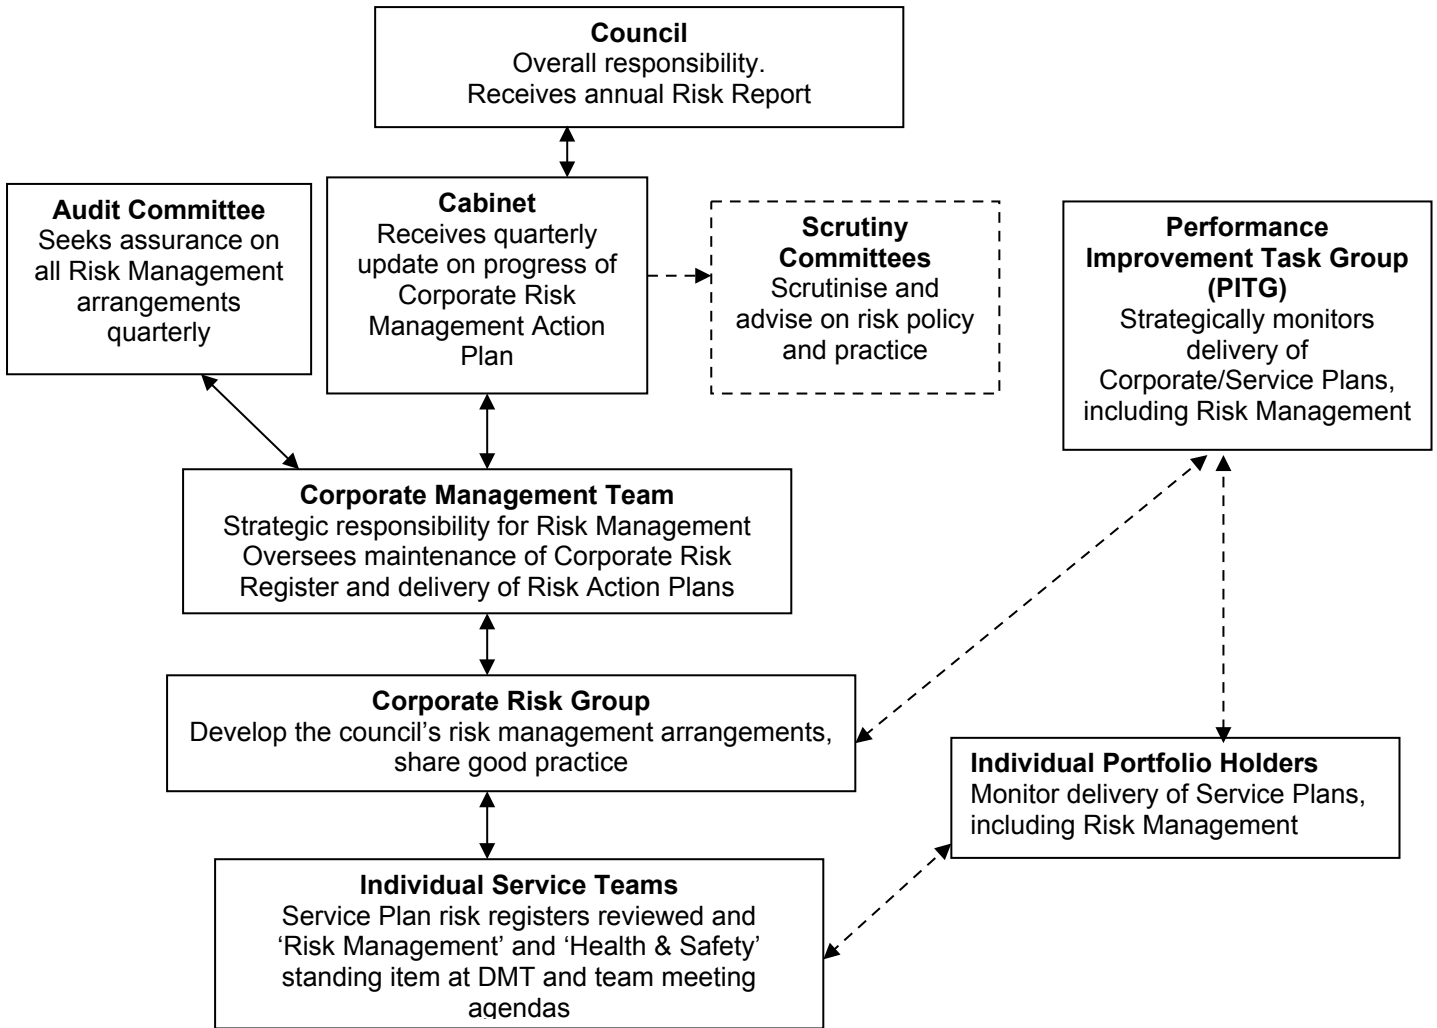 Council
Overall responsibility.
Receives annual Risk Report
Audit Committee
Seeks assurance on
all Risk Management
arrangements
quarterly
Cabinet
Receives quarterly
update on progress of
Corporate Risk
Management Action
Plan
Scrutiny
Committees
Scrutinise and
advise on risk policy
and practice
Performance
Improvement Task Group
(PITG)
Strategically monitors
delivery of
Corporate/Service Plans,
including Risk Management
Corporate Management Team
Strategic responsibility for Risk Management
Oversees maintenance of Corporate Risk
Register and delivery of Risk Action Plans
Corporate Risk Group
Develop the council’s risk management arrangements,
share good practice
Individual Portfolio Holders
Monitor delivery of Service Plans,
including Risk Management
Individual Service Teams
Service Plan risk registers reviewed and
‘Risk Management’ and ‘Health & Safety’
standing item at DMT and team meeting
agendas